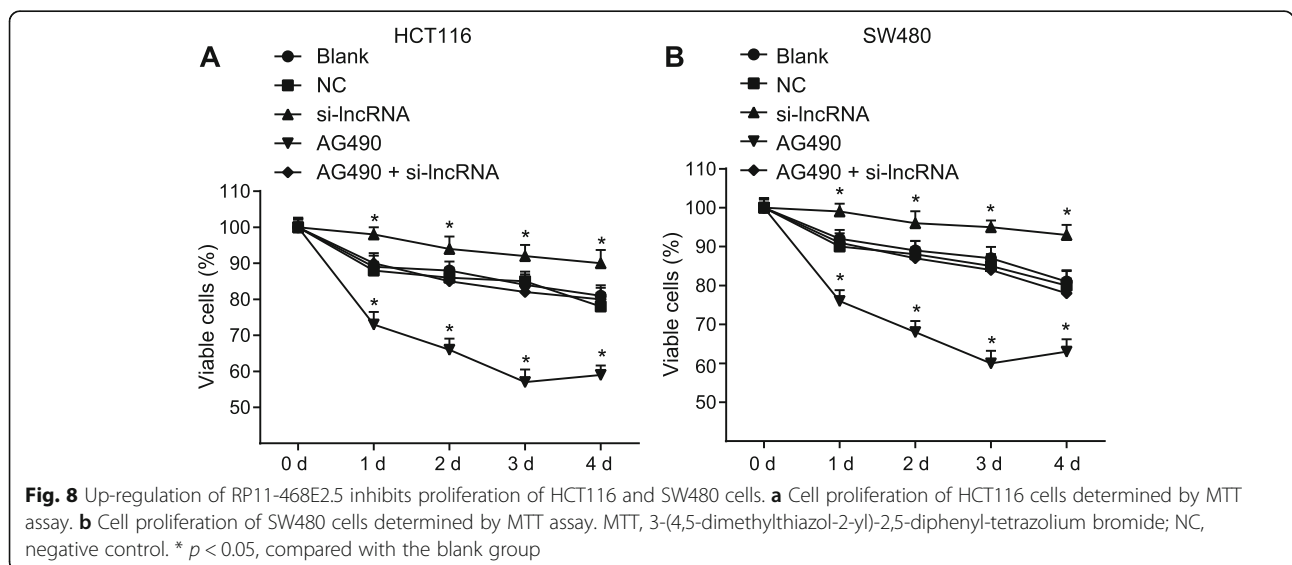 A
HCT116
Blank
NC
si-lncRNA
AG490
AG490 + si-lncRNA
Viable cells (%)
110
100
90
80
70
60
50
* * * *
* * * *
0 d 1 d 2 d 3 d 4 d
B
SW480
Blank
NC
si-lncRNA
AG490
AG490 + si-lncRNA
Viable cells (%)
110
100
90
80
70
60
50
* * * *
* * * *
0 d 1 d 2 d 3 d 4 d
Fig. 8 Up-regulation of RP11-468E2.5 inhibits proliferation of HCT116 and SW480 cells. a Cell proliferation of HCT116 cells determined by MTT
assay. b Cell proliferation of SW480 cells determined by MTT assay. MTT, 3-(4,5-dimethylthiazol-2-yl)-2,5-diphenyl-tetrazolium bromide; NC,
negative control. * p < 0.05, compared with the blank group